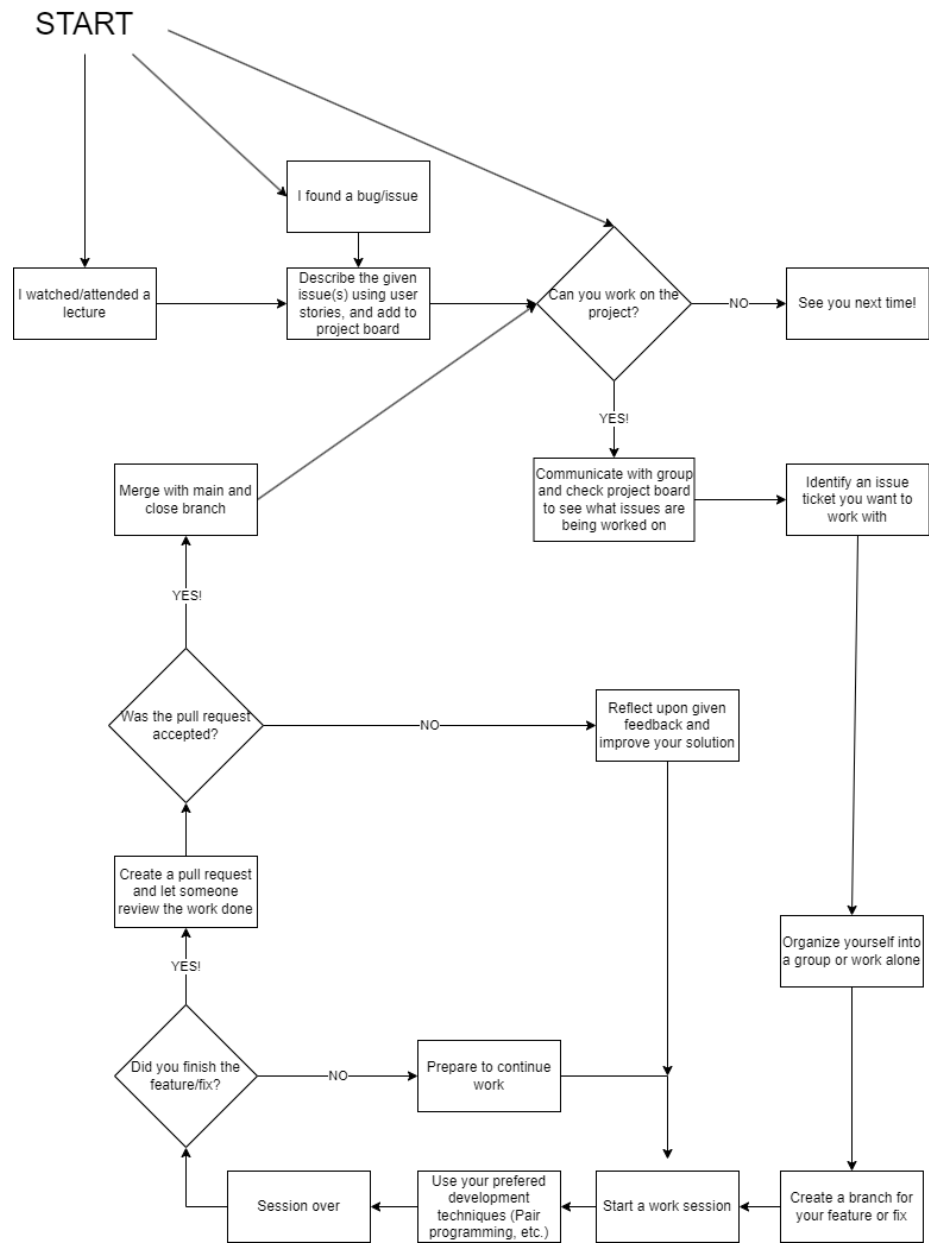 START
I found a bug/issue
I watched/attended a
lecture
Describe the given
issue(s) using user
stories, and add to
project board
Can you work on the
project?
NO
See you next time!
YES!
Communicate with group
and check project board
to see what issues are
being worked on
Identify an issue
ticket you want to
work with
Merge with main and
close branch
YES!
Was the pull request
accepted?
NO
Reflect upon given
feedback and
improve your solution
Create a pull request
and let someone
review the work done
Organize yourself into
a group or work alone
YES!
Did you finish the
feature/fix?
NO
Prepare to continue
work
Session over
Use your prefered
development
techniques (Pair
programming, etc.)
Start a work session
Create a branch for
your feature or fix